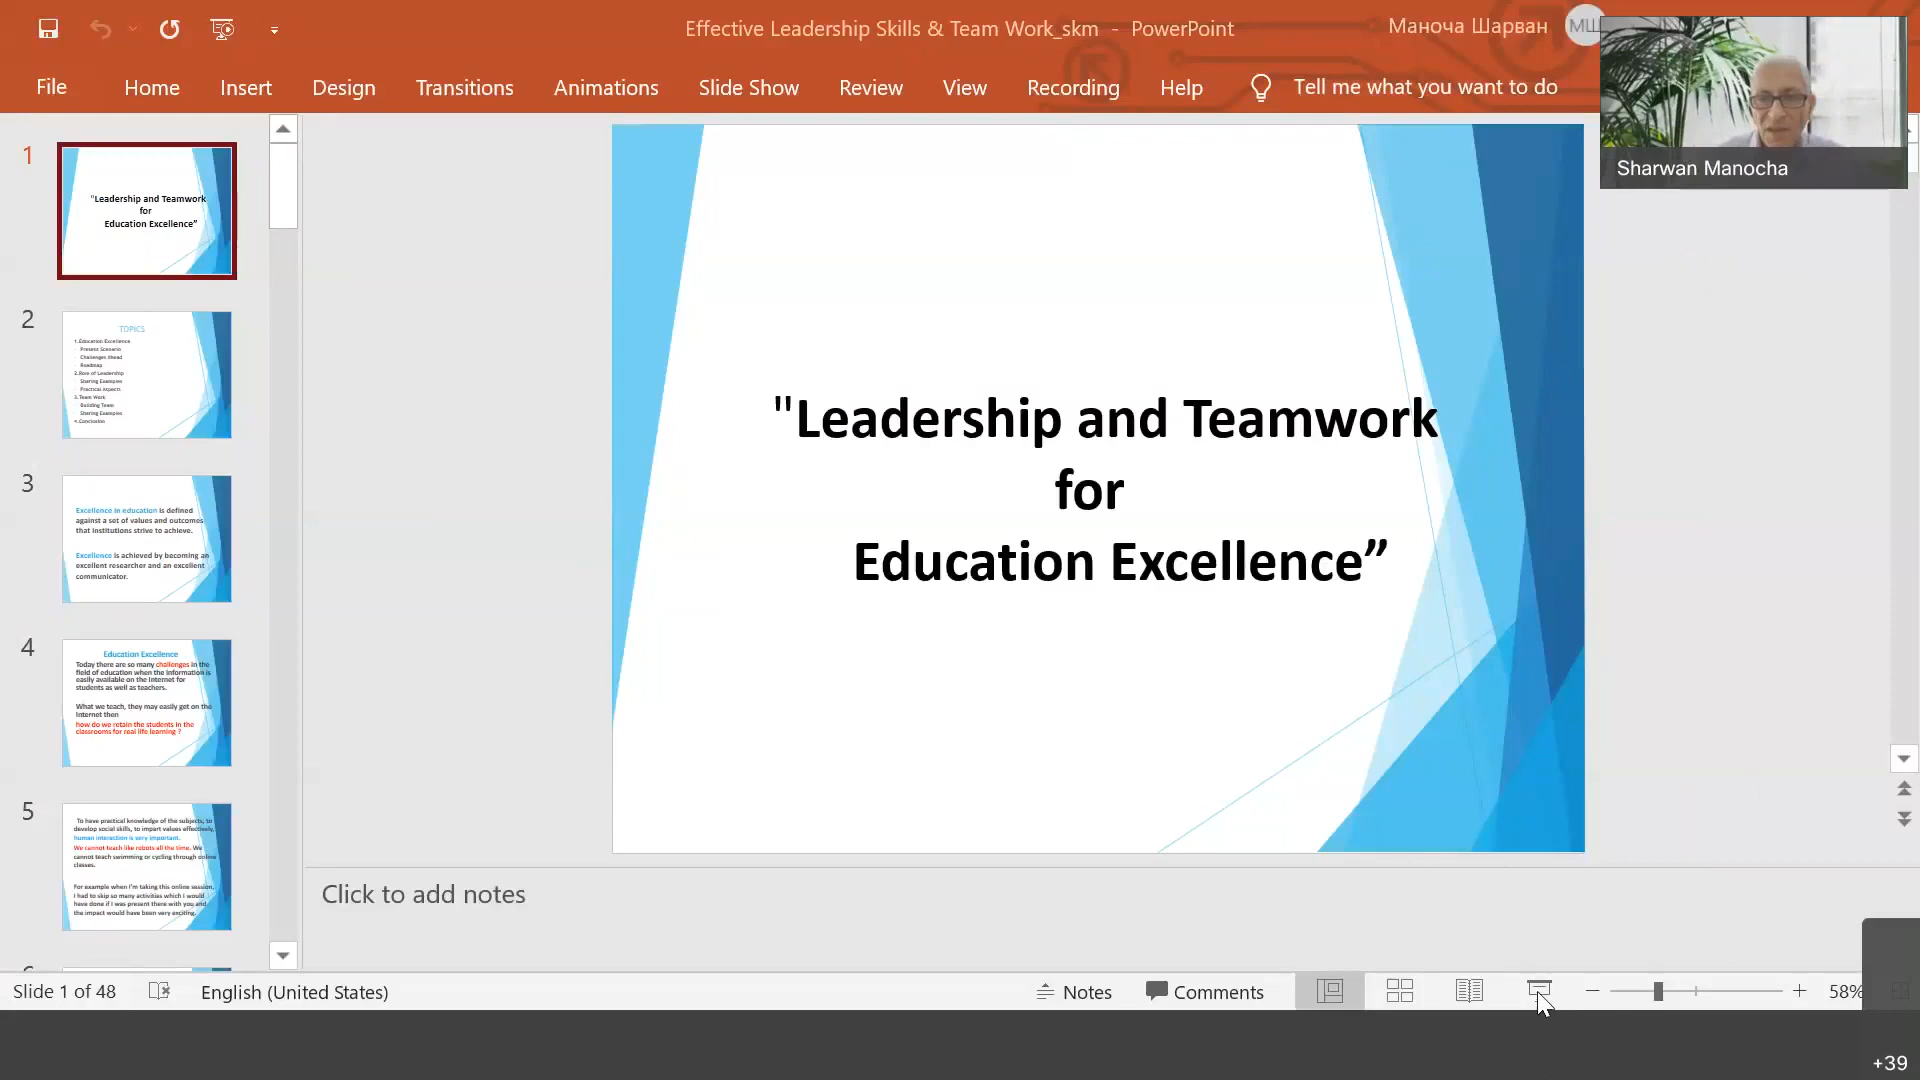 Effective Leadership Skills & Team Work_skm - PowerPoint
Маноча Шарван
МШ
File Home Insert Design Transitions Animations Slide Show Review View Recording Help Tell me what you want to do
Sharwan Manocha
1
"Leadership and Teamwork
for
Education Excellence”
2
TOPICS
1.Education Excellence
Present Scenario
Challenges Ahead
Roadmap
2.Role of Leadership
Sharing Examples
Practical Aspects
3.Team Work
Building Team
Sharing Examples
4.Conclusion
3
Excellence in education is defined
against a set of values and outcomes
that institutions strive to achieve.
Excellence is achieved by becoming an
excellent researcher and an excellent
communicator.
4
Education Excellence
Today there are so many challenges in the
field of education when the information is
easily available on the Internet for
students as well as teachers.
What we teach, they may easily get on the
Internet then
how do we retain the students in the
classrooms for real life learning ?
5
To have practical knowledge of the subjects, to
develop social skills, to impart values effectively,
human interaction is very important.
We cannot teach like robots all the time. We
cannot teach swimming or cycling through online
classes.
For example when I'm taking this online session,
I had to skip so many activities which I would
have done if I was present there with you and
the impact would have been very exciting.
"Leadership and Teamwork
for
Education Excellence”
Click to add notes
Slide 1 of 48 English (United States) Notes Comments 58%
+39